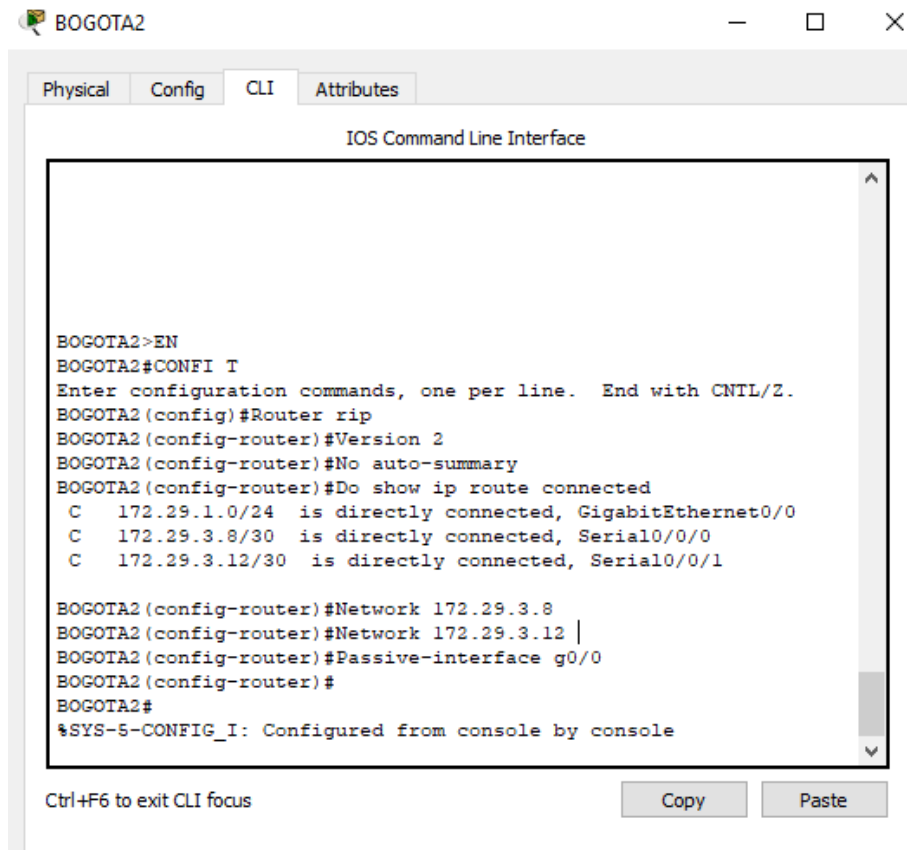 BOGOTA2
Physical Config CLI Attributes
IOS Command Line Interface
BOGOTA2>EN
BOGOTA2#CONFI T
Enter configuration commands, one per line.  End with CNTL/Z.
BOGOTA2(config)#Router rip
BOGOTA2(config-router)#Version 2
BOGOTA2(config-router)#No auto-summary
BOGOTA2(config-router)#Do show ip route connected
 C   172.29.1.0/24  is directly connected, GigabitEthernet0/0
 C   172.29.3.8/30  is directly connected, Serial0/0/0
 C   172.29.3.12/30  is directly connected, Serial0/0/1
BOGOTA2(config-router)#Network 172.29.3.8
BOGOTA2(config-router)#Network 172.29.3.12
BOGOTA2(config-router)#Passive-interface g0/0
BOGOTA2(config-router)#
BOGOTA2#
%SYS-5-CONFIG_I: Configured from console by console
Ctrl+F6 to exit CLI focus Copy Paste